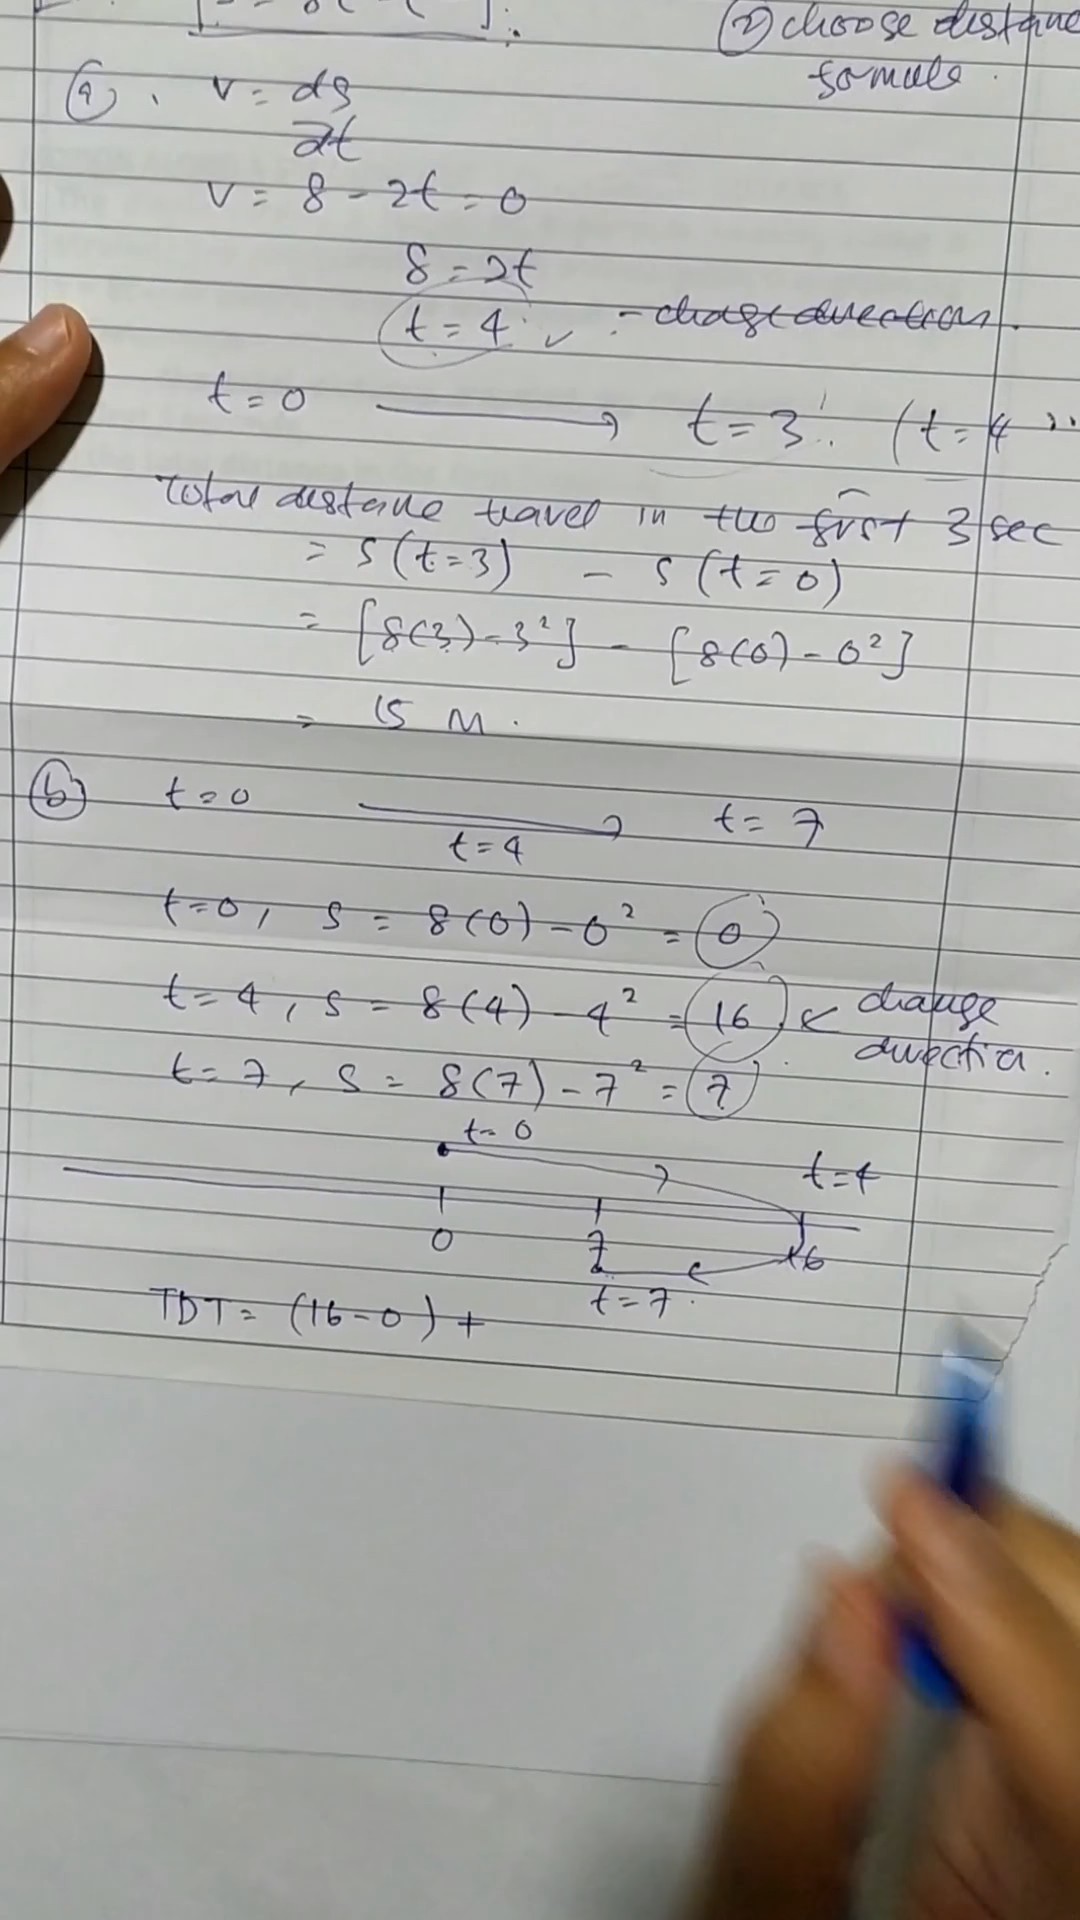 ② choose distance
formula.
ⓐ. v = ds
dt
v = 8 - 2t = 0
8 = 2t
t = 4 ✓ - change direction.
t = 0 → t = 3. (t = 4
Total distance travel in the first 3 sec
= s(t=3) - s(t=0)
= [8(3) - 3²] - [8(0) - 0²]
= 15 m.
ⓑ t = 0 → t = 7
t = 4
t = 0, s = 8(0) - 0² = 0
t = 4, s = 8(4) - 4² = 16 ← change
direction.
t = 7, s = 8(7) - 7² = 7
t = 0
t = 4
0 7 16
t = 7.
TDT = (16 - 0) +